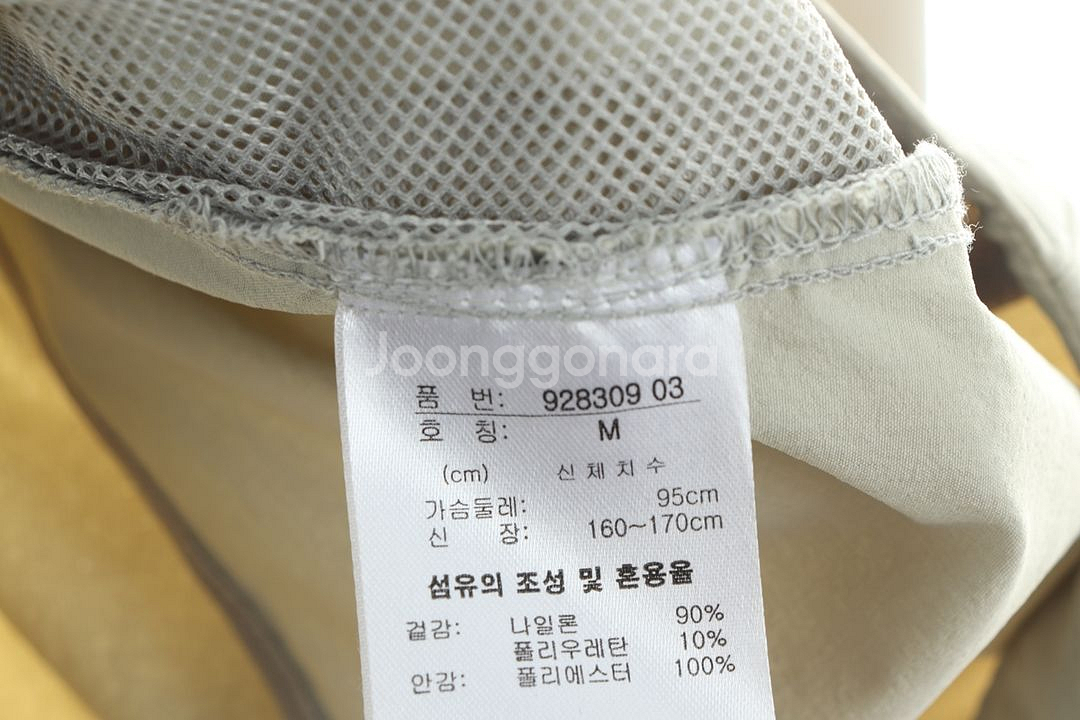 Joonggonara
품 번: 928309 03
호 칭: M
(cm) 신 체 치 수
가슴둘레: 95cm
신 장: 160~170cm
섬유의 조성 및 혼용율
겉감: 나일론 90%
폴리우레탄 10%
안감: 폴리에스터 100%